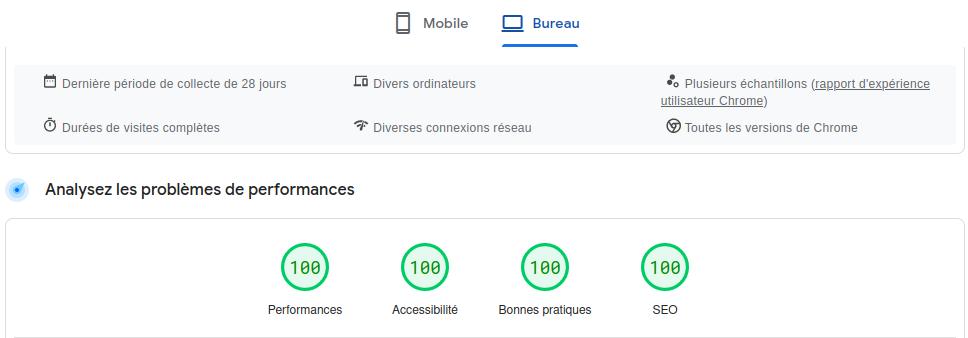 Mobile Bureau
Dernière période de collecte de 28 jours Divers ordinateurs Plusieurs échantillons (rapport d'expérience
utilisateur Chrome)
Durées de visites complètes Diverses connexions réseau Toutes les versions de Chrome
Analysez les problèmes de performances
100 100 100 100
Performances Accessibilité Bonnes pratiques SEO